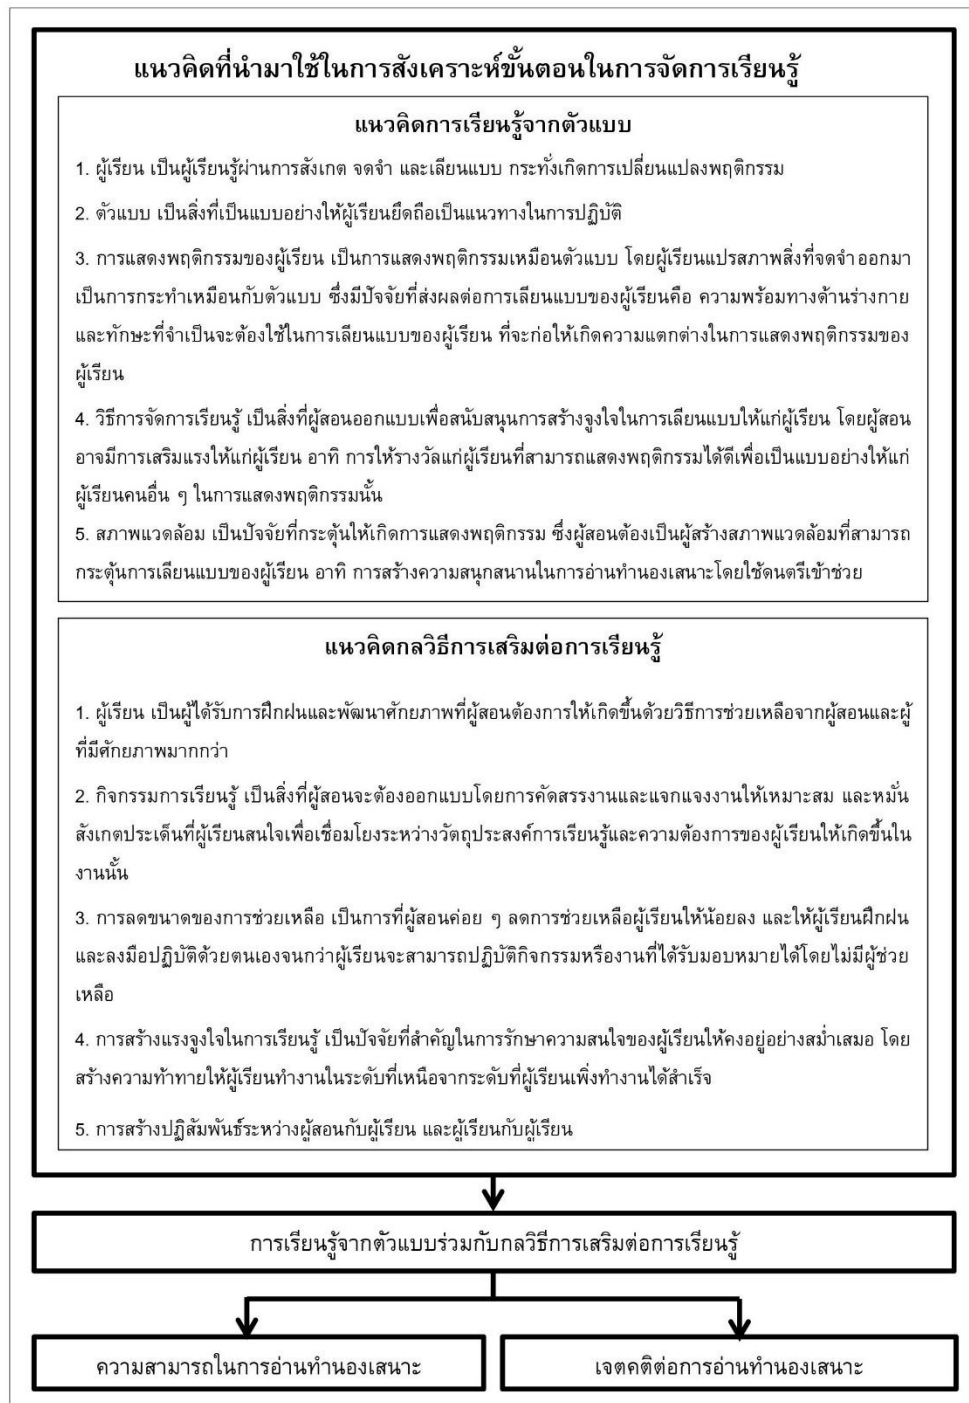 แนวคิดที่นำมาใช้ในการสังเคราะห์ขั้นตอนในการจัดการเรียนรู้
แนวคิดการเรียนรู้จากตัวแบบ
1. ผู้เรียน เป็นผู้เรียนรู้ผ่านการสังเกต จดจำ และเลียนแบบ กระทั่งเกิดการเปลี่ยนแปลงพฤติกรรม
2. ตัวแบบ เป็นสิ่งที่เป็นแบบอย่างให้ผู้เรียนยึดถือเป็นแนวทางในการปฏิบัติ
3. การแสดงพฤติกรรมของผู้เรียน เป็นการแสดงพฤติกรรมเหมือนตัวแบบ โดยผู้เรียนแปรสภาพสิ่งที่จดจำออกมา
เป็นการกระทำเหมือนกับตัวแบบ ซึ่งมีปัจจัยที่ส่งผลต่อการเลียนแบบของผู้เรียนคือ ความพร้อมทางด้านร่างกาย
และทักษะที่จำเป็นจะต้องใช้ในการเลียนแบบของผู้เรียน ที่จะก่อให้เกิดความแตกต่างในการแสดงพฤติกรรมของ
ผู้เรียน
4. วิธีการจัดการเรียนรู้ เป็นสิ่งที่ผู้สอนออกแบบเพื่อสนับสนุนการสร้างจูงใจในการเลียนแบบให้แก่ผู้เรียน โดยผู้สอน
อาจมีการเสริมแรงให้แก่ผู้เรียน อาทิ การให้รางวัลแก่ผู้เรียนที่สามารถแสดงพฤติกรรมได้ดีเพื่อเป็นแบบอย่างให้แก่
ผู้เรียนคนอื่น ๆ ในการแสดงพฤติกรรมนั้น
5. สภาพแวดล้อม เป็นปัจจัยที่กระตุ้นให้เกิดการแสดงพฤติกรรม ซึ่งผู้สอนต้องเป็นผู้สร้างสภาพแวดล้อมที่สามารถ
กระตุ้นการเลียนแบบของผู้เรียน อาทิ การสร้างความสนุกสนานในการอ่านทำนองเสนาะโดยใช้ดนตรีเข้าช่วย
แนวคิดกลวิธีการเสริมต่อการเรียนรู้
1. ผู้เรียน เป็นผู้ได้รับการฝึกฝนและพัฒนาศักยภาพที่ผู้สอนต้องการให้เกิดขึ้นด้วยวิธีการช่วยเหลือจากผู้สอนและผู้
ที่มีศักยภาพมากกว่า
2. กิจกรรมการเรียนรู้ เป็นสิ่งที่ผู้สอนจะต้องออกแบบโดยการคัดสรรงานและแจกแจงงานให้เหมาะสม และหมั่น
สังเกตประเด็นที่ผู้เรียนสนใจเพื่อเชื่อมโยงระหว่างวัตถุประสงค์การเรียนรู้และความต้องการของผู้เรียนให้เกิดขึ้นใน
งานนั้น
3. การลดขนาดของการช่วยเหลือ เป็นการที่ผู้สอนค่อย ๆ ลดการช่วยเหลือผู้เรียนให้น้อยลง และให้ผู้เรียนฝึกฝน
และลงมือปฏิบัติด้วยตนเองจนกว่าผู้เรียนจะสามารถปฏิบัติกิจกรรมหรืองานที่ได้รับมอบหมายได้โดยไม่มีผู้ช่วย
เหลือ
4. การสร้างแรงจูงใจในการเรียนรู้ เป็นปัจจัยที่สำคัญในการรักษาความสนใจของผู้เรียนให้คงอยู่อย่างสม่ำเสมอ โดย
สร้างความท้าทายให้ผู้เรียนทำงานในระดับที่เหนือจากระดับที่ผู้เรียนเพิ่งทำงานได้สำเร็จ
5. การสร้างปฏิสัมพันธ์ระหว่างผู้สอนกับผู้เรียน และผู้เรียนกับผู้เรียน
การเรียนรู้จากตัวแบบร่วมกับกลวิธีการเสริมต่อการเรียนรู้
ความสามารถในการอ่านทำนองเสนาะ
เจตคติต่อการอ่านทำนองเสนาะ